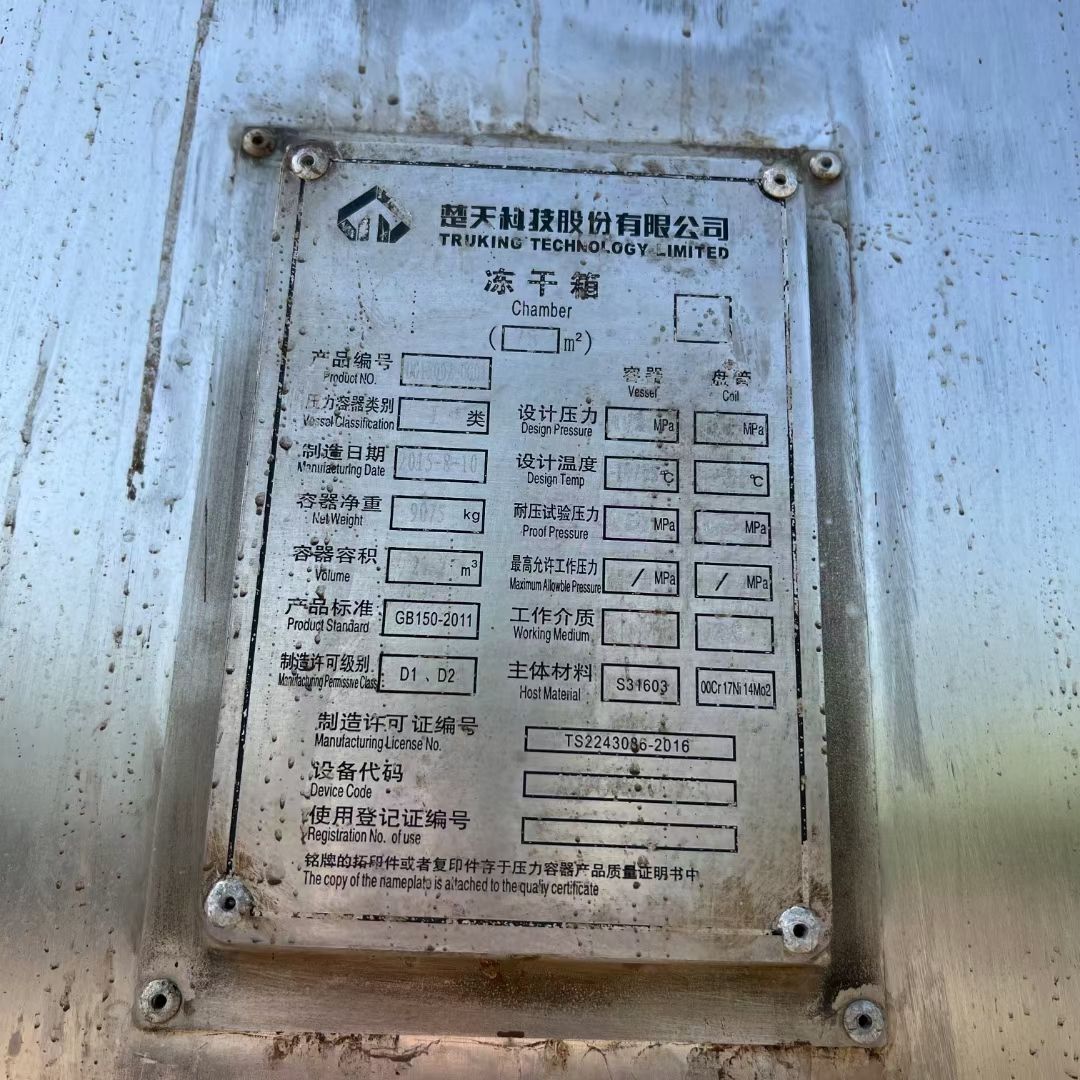 楚天科技股份有限公司
TRUKING TECHNOLOGY LIMITED
冻干箱
Chamber
( m²)
产品编号
Product NO.
压力容器类别 类
Vessel Classification
制造日期 2015-8-10
Manufacturing Date
容器净重 9075 kg
Net Weight
容器容积 m³
Volume
产品标准 GB150-2011
Product Standard
制造许可级别 D1、D2
Manufacturing Permissive Class
容器 盘管
Vessel Coil
设计压力 MPa MPa
Design Pressure
设计温度 ℃ ℃
Design Temp
耐压试验压力 MPa MPa
Proof Pressure
最高允许工作压力 / MPa / MPa
Maximum Allowble Pressure
工作介质
Working Medium
主体材料 S31603 00Cr17Ni14Mo2
Host Material
制造许可证编号 TS2243086-2016
Manufacturing License No.
设备代码
Device Code
使用登记证编号
Registration No. of use
铭牌的拓印件或者复印件存于压力容器产品质量证明书中
The copy of the nameplate is attached to the qualiy certificate